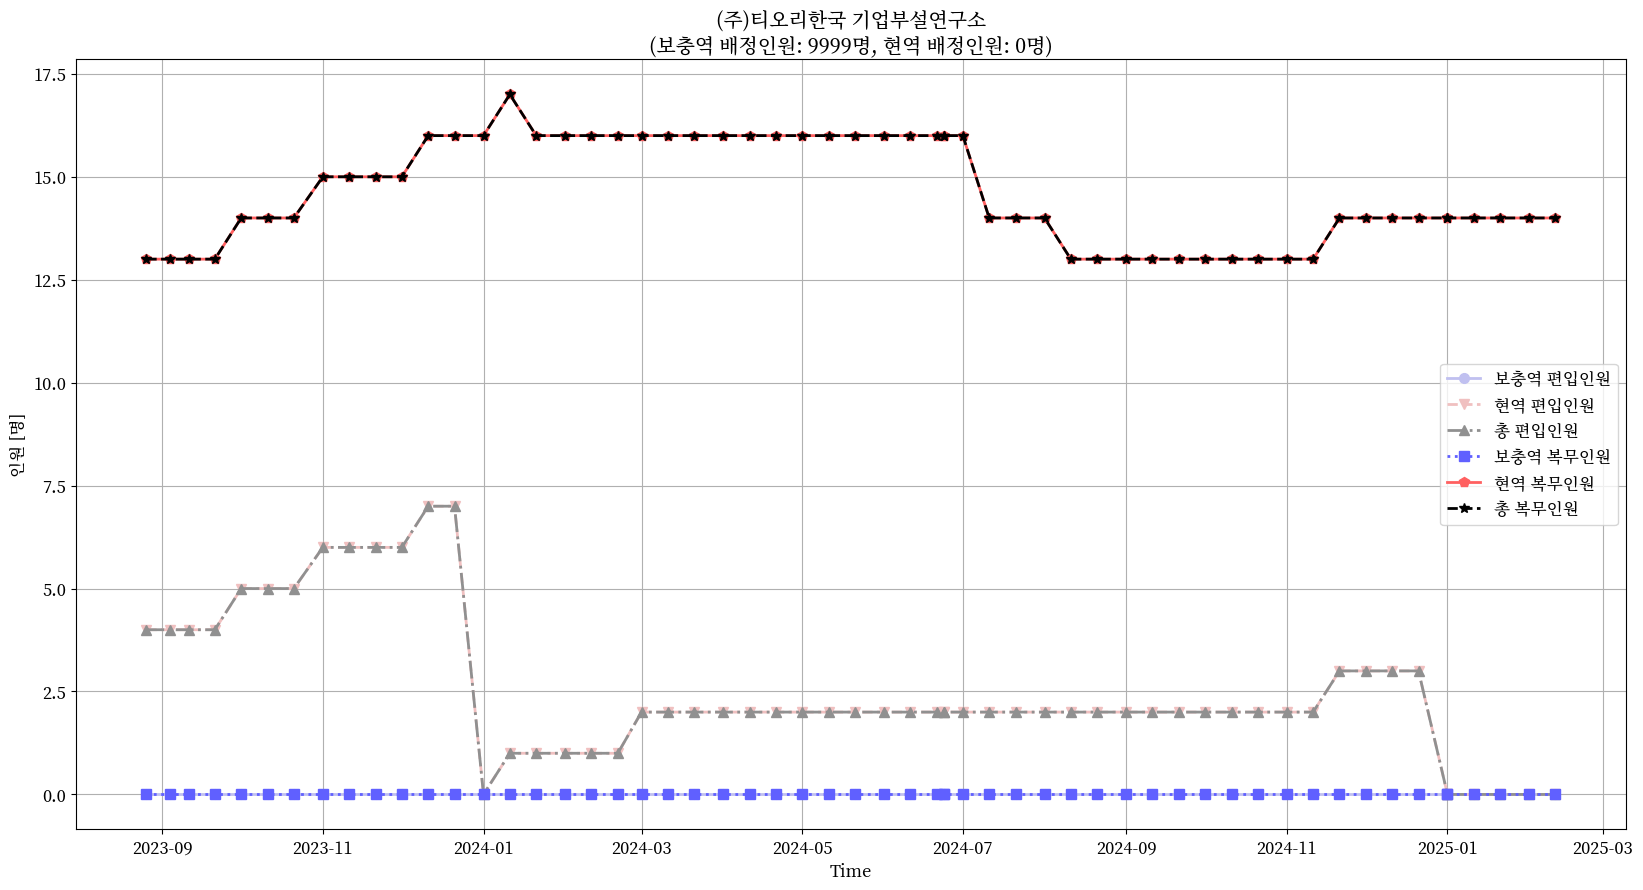 (주)티오리한국 기업부설연구소
(보충역 배정인원: 9999명, 현역 배정인원: 0명)
17.5
15.0
12.5
10.0
7.5
5.0
2.5
0.0
인원 [명]
보충역 편입인원
현역 편입인원
총 편입인원
보충역 복무인원
현역 복무인원
총 복무인원
2023-09 2023-11 2024-01 2024-03 2024-05 2024-07 2024-09 2024-11 2025-01 2025-03
Time